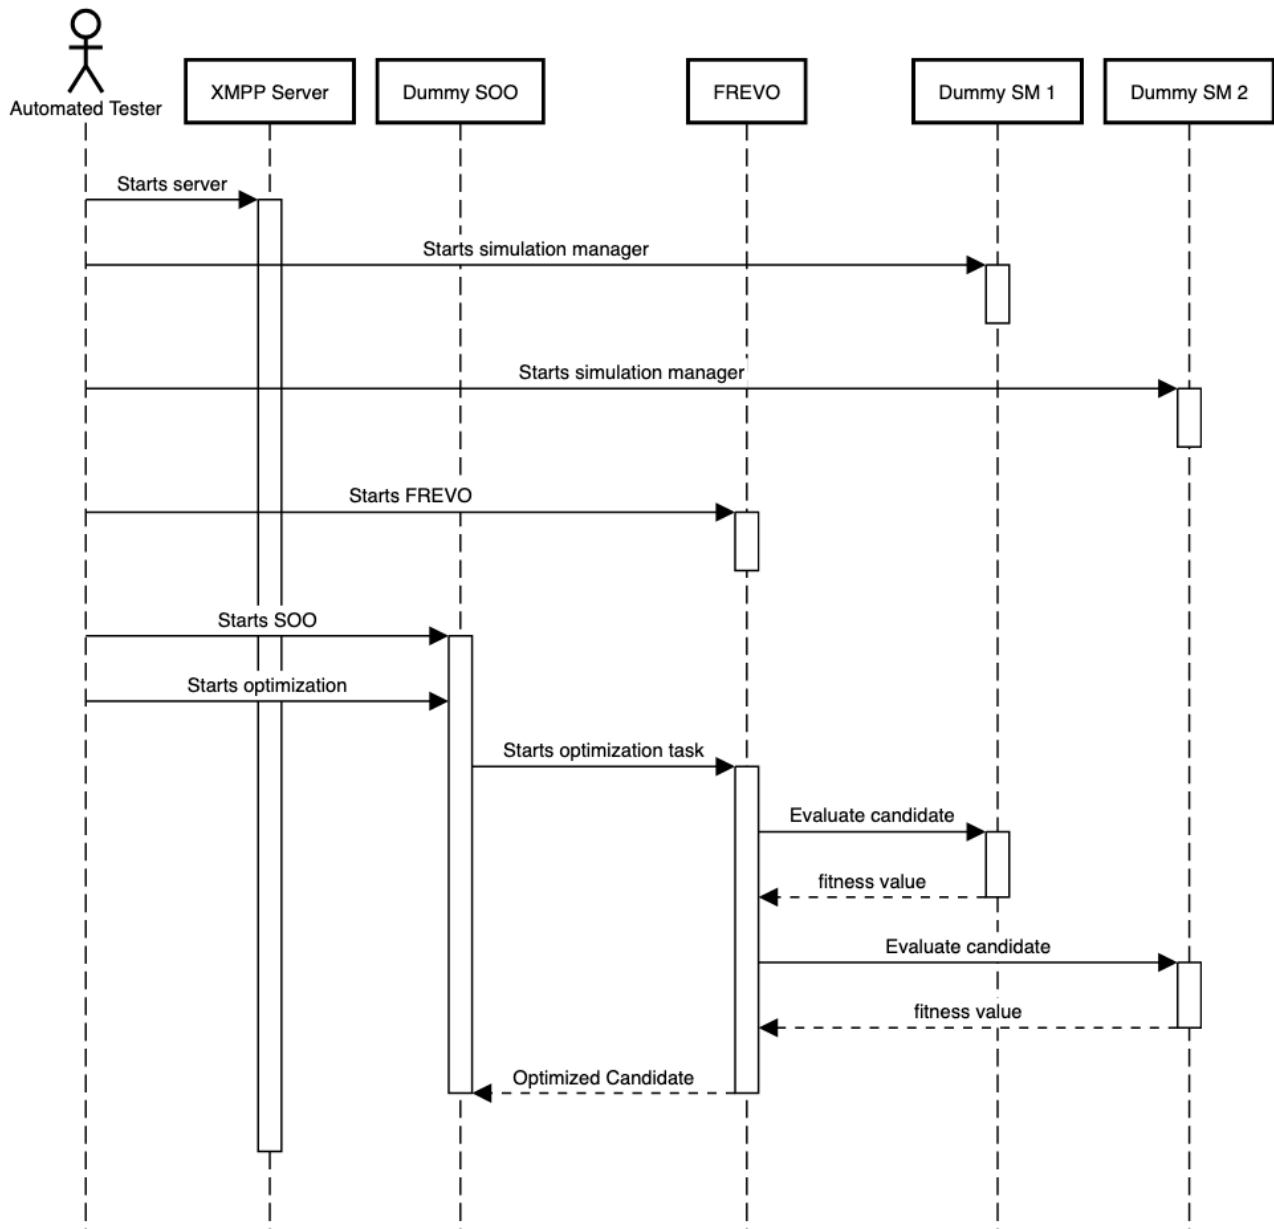 Automated Tester
XMPP Server
Dummy SOO
FREVO
Dummy SM 1
Dummy SM 2
Starts server
Starts simulation manager
Starts simulation manager
Starts FREVO
Starts SOO
Starts optimization
Starts optimization task
Evaluate candidate
fitness value
Evaluate candidate
fitness value
Optimized Candidate